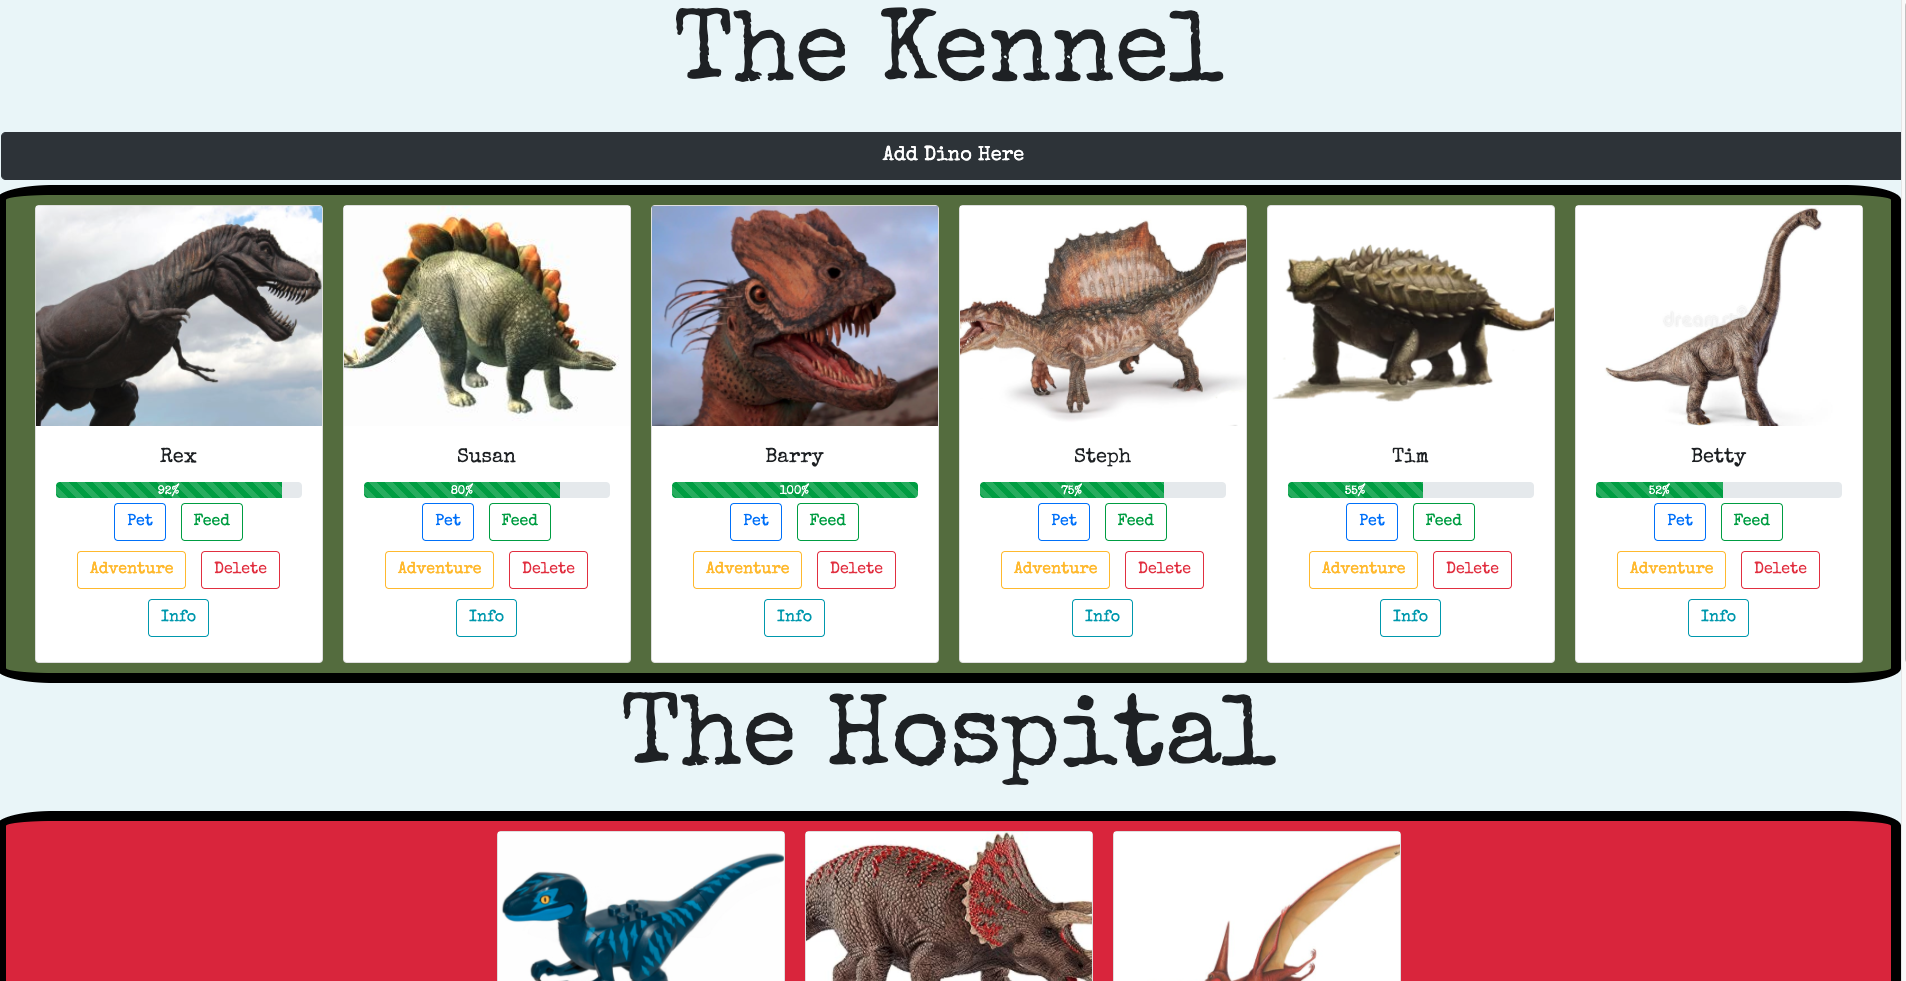 The Kennel
Add Dino Here
Rex
92%
Pet Feed
Adventure Delete
Info
Susan
80%
Pet Feed
Adventure Delete
Info
Barry
100%
Pet Feed
Adventure Delete
Info
Steph
75%
Pet Feed
Adventure Delete
Info
Tim
55%
Pet Feed
Adventure Delete
Info
Betty
52%
Pet Feed
Adventure Delete
Info
The Hospital